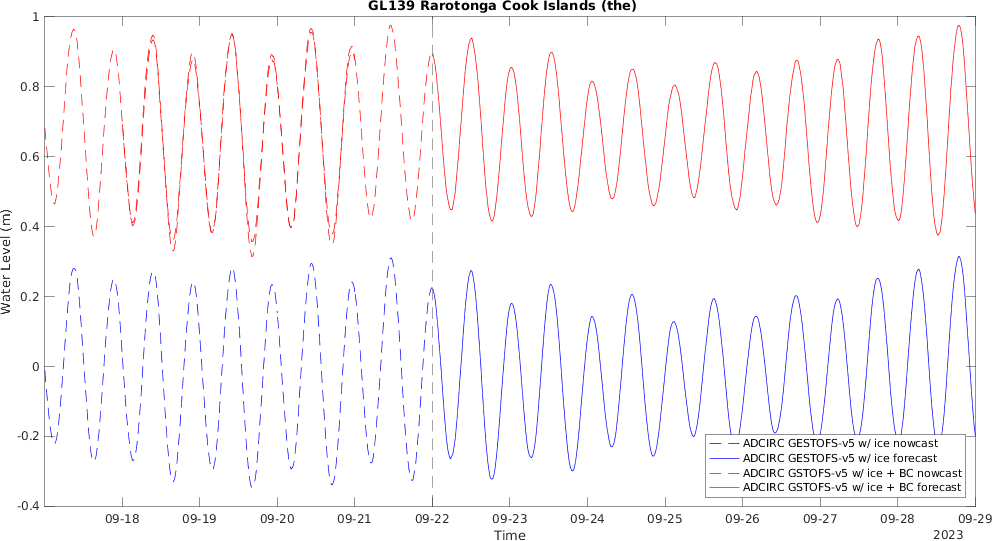 GL139 Rarotonga Cook Islands (the)
Water Level (m)
1
0.8
0.6
0.4
0.2
0
-0.2
-0.4
ADCIRC GESTOFS-v5 w/ ice nowcast
ADCIRC GESTOFS-v5 w/ ice forecast
ADCIRC GSTOFS-v5 w/ ice + BC nowcast
ADCIRC GSTOFS-v5 w/ ice + BC forecast
09-18 09-19 09-20 09-21 09-22 09-23 09-24 09-25 09-26 09-27 09-28 09-29
Time
2023